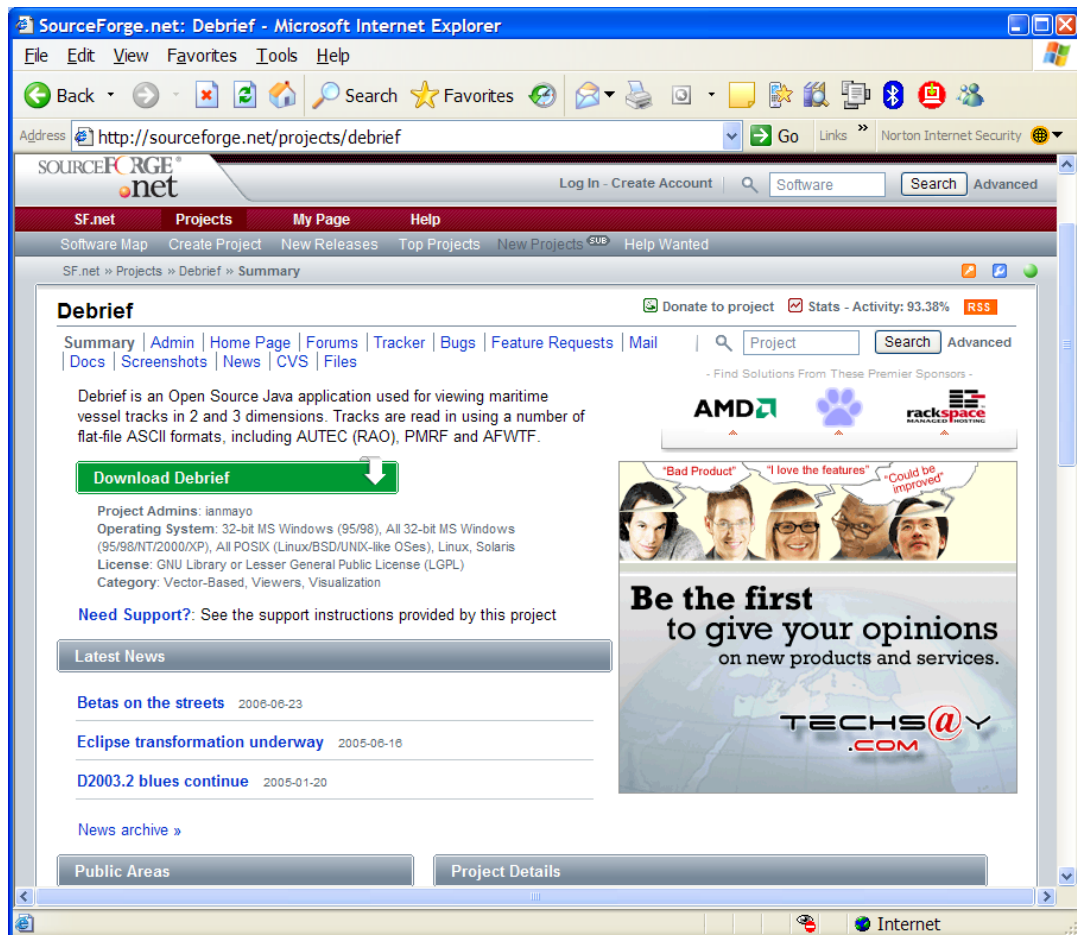 SourceForge.net: Debrief - Microsoft Internet Explorer
File Edit View Favorites Tools Help
Back Search Favorites
Address http://sourceforge.net/projects/debrief Go Links » Norton Internet Security
SOURCEFORGE®
.net
Log In - Create Account | Software Search Advanced
SF.net Projects My Page Help
Software Map Create Project New Releases Top Projects New Projects SUB Help Wanted
SF.net » Projects » Debrief » Summary
Debrief
Donate to project Stats - Activity: 93.38% RSS
Summary | Admin | Home Page | Forums | Tracker | Bugs | Feature Requests | Mail
| Docs | Screenshots | News | CVS | Files
| Project Search Advanced
- Find Solutions From These Premier Sponsors -
AMD
rackspace
MANAGED HOSTING
Debrief is an Open Source Java application used for viewing maritime
vessel tracks in 2 and 3 dimensions. Tracks are read in using a number of
flat-file ASCII formats, including AUTEC (RAO), PMRF and AFWTF.
Download Debrief
Project Admins: ianmayo
Operating System: 32-bit MS Windows (95/98), All 32-bit MS Windows
(95/98/NT/2000/XP), All POSIX (Linux/BSD/UNIX-like OSes), Linux, Solaris
License: GNU Library or Lesser General Public License (LGPL)
Category: Vector-Based, Viewers, Visualization
Need Support?: See the support instructions provided by this project
"Bad Product"
"I love the features"
"Could be
improved"
Be the first
to give your opinions
on new products and services.
TECHS@Y
.COM
Latest News
Betas on the streets 2006-06-23
Eclipse transformation underway 2005-06-16
D2003.2 blues continue 2005-01-20
News archive »
Public Areas
Project Details
Internet